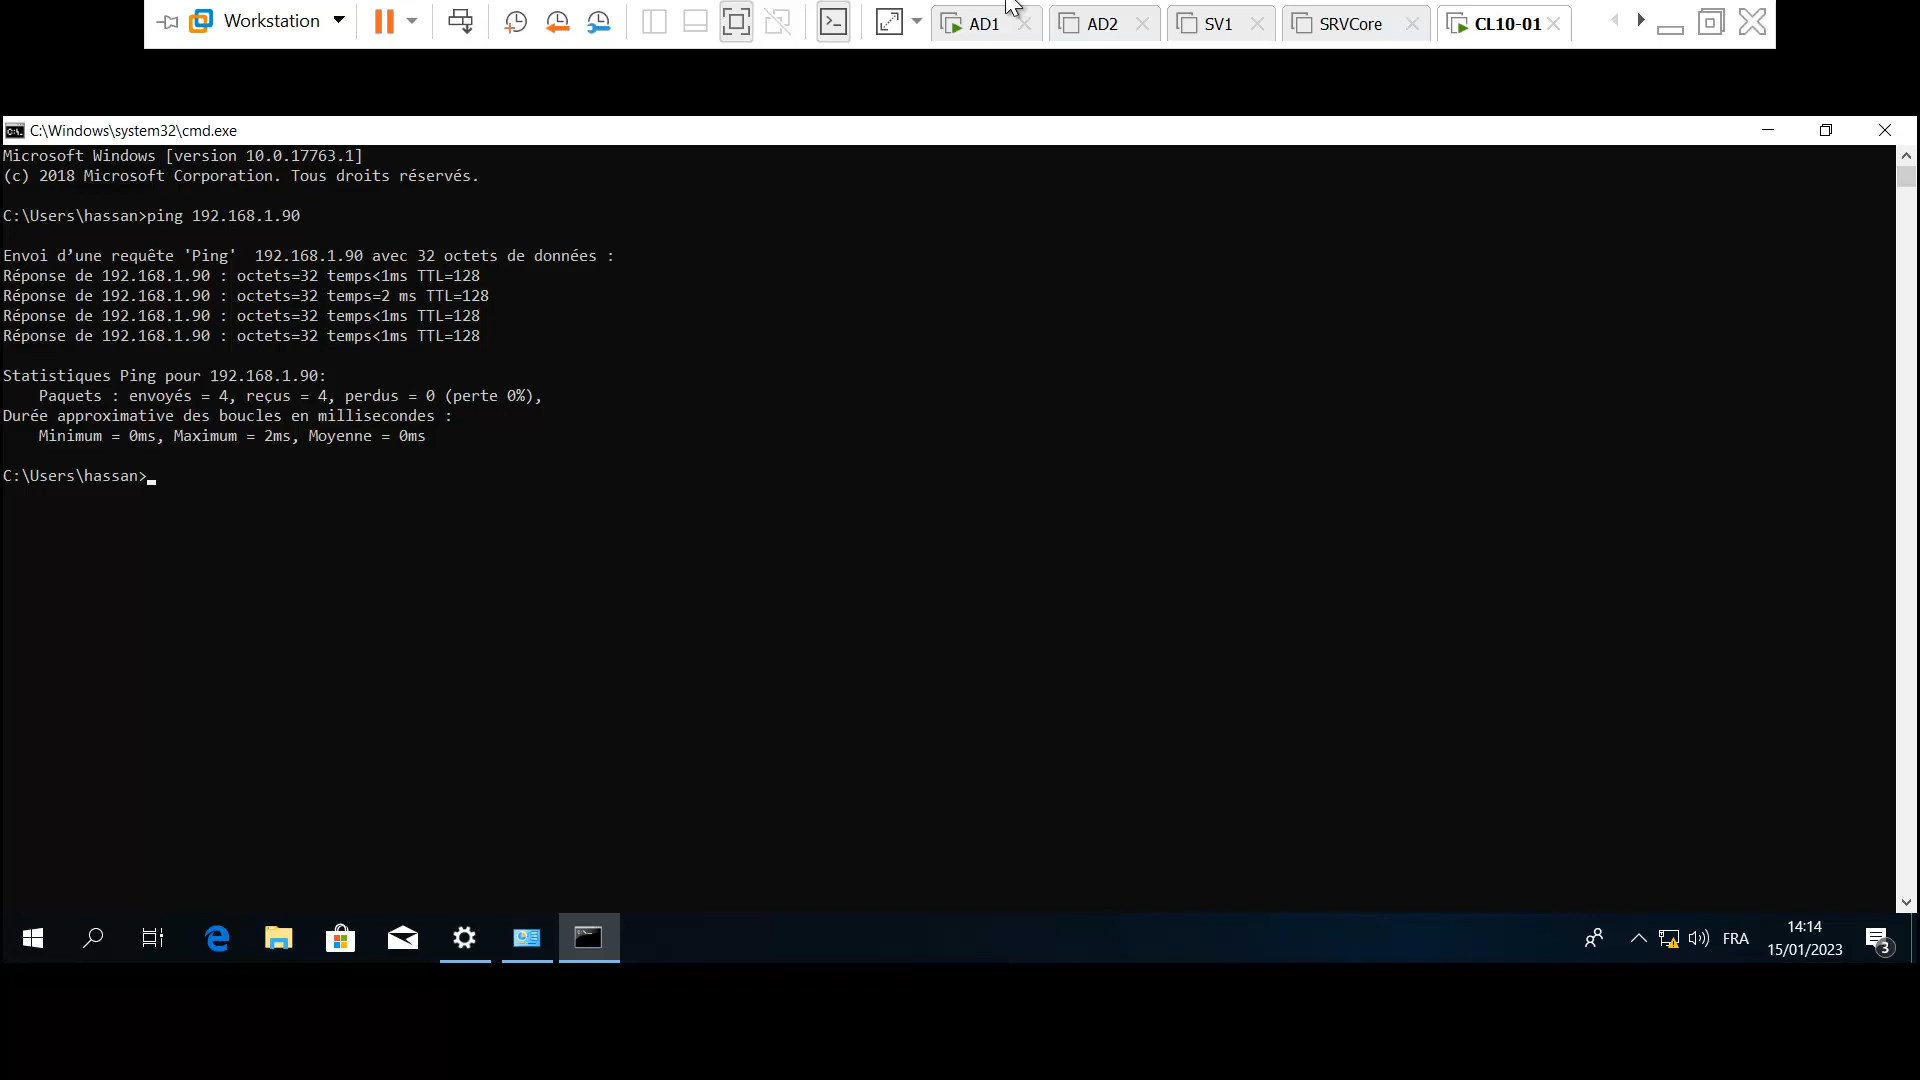 Workstation
AD1
AD2
SV1
SRVCore
CL10-01
C:\Windows\system32\cmd.exe
Microsoft Windows [version 10.0.17763.1]
(c) 2018 Microsoft Corporation. Tous droits réservés.
C:\Users\hassan>ping 192.168.1.90
Envoi d’une requête 'Ping'  192.168.1.90 avec 32 octets de données :
Réponse de 192.168.1.90 : octets=32 temps<1ms TTL=128
Réponse de 192.168.1.90 : octets=32 temps=2 ms TTL=128
Réponse de 192.168.1.90 : octets=32 temps<1ms TTL=128
Réponse de 192.168.1.90 : octets=32 temps<1ms TTL=128
Statistiques Ping pour 192.168.1.90:
    Paquets : envoyés = 4, reçus = 4, perdus = 0 (perte 0%),
Durée approximative des boucles en millisecondes :
    Minimum = 0ms, Maximum = 2ms, Moyenne = 0ms
C:\Users\hassan>
FRA
14:14
15/01/2023
3